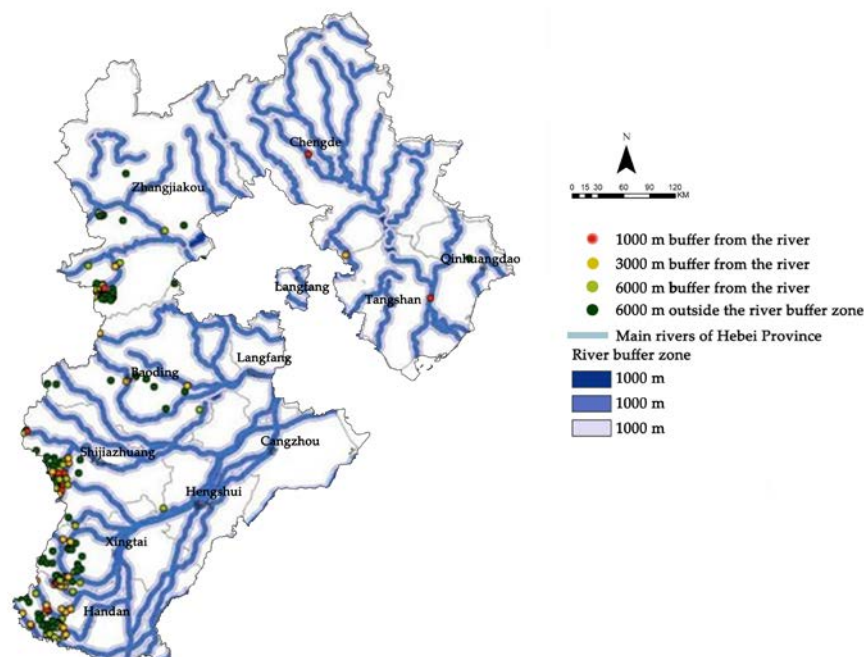 Chengde
Zhangjiakou
Qinhuangdao
Langfang
Tangshan
Langfang
Baoding
Cangzhou
Shijiazhuang
Hengshui
Xingtai
Handan
N
0 15 30 60 90 120
KM
1000 m buffer from the river
3000 m buffer from the river
6000 m buffer from the river
6000 m outside the river buffer zone
Main rivers of Hebei Province
River buffer zone
1000 m
1000 m
1000 m